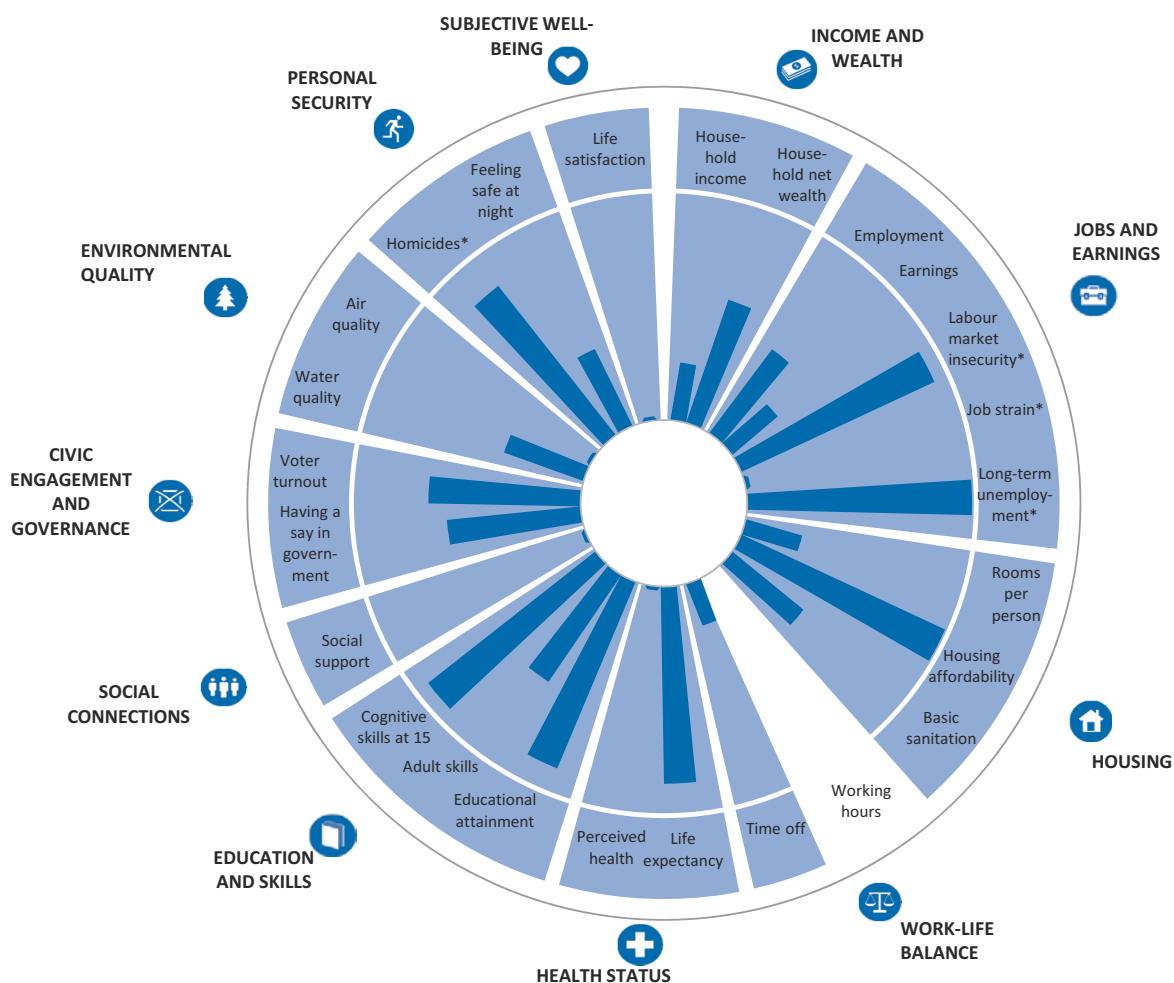 SUBJECTIVE WELL-
BEING
INCOME AND
WEALTH
PERSONAL
SECURITY
JOBS AND
EARNINGS
ENVIRONMENTAL
QUALITY
CIVIC
ENGAGEMENT
AND
GOVERNANCE
SOCIAL
CONNECTIONS
HOUSING
EDUCATION
AND SKILLS
WORK-LIFE
BALANCE
HEALTH STATUS
Life
satisfaction
House-
hold
income
House-
hold net
wealth
Employment
Earnings
Labour
market
insecurity*
Job strain*
Long-term
unemploy-
ment*
Rooms
per
person
Housing
affordability
Basic
sanitation
Working
hours
Time off
Life
expectancy
Perceived
health
Educational
attainment
Adult skills
Cognitive
skills at 15
Social
support
Having a
say in
govern-
ment
Voter
turnout
Water
quality
Air
quality
Homicides*
Feeling
safe at
night